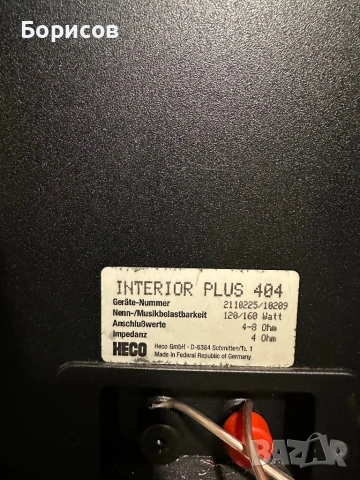 Борисов
INTERIOR PLUS 404
Geräte-Nummer 2110225/10209
Nenn-/Musikbelastbarkeit 120/160 Watt
Anschlußwerte 4-8 Ohm
Impedanz 4 Ohm
HECO Heco GmbH - D-6384 Schmitten/Ts. 1
Made in Federal Republic of Germany
bazar